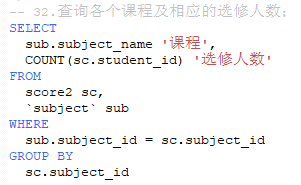 -- 32.查询各个课程及相应的选修人数;
SELECT
sub.subject_name '课程',
COUNT(sc.student_id) '选修人数'
FROM
score2 sc,
`subject` sub
WHERE
sub.subject_id = sc.subject_id
GROUP BY
sc.subject_id